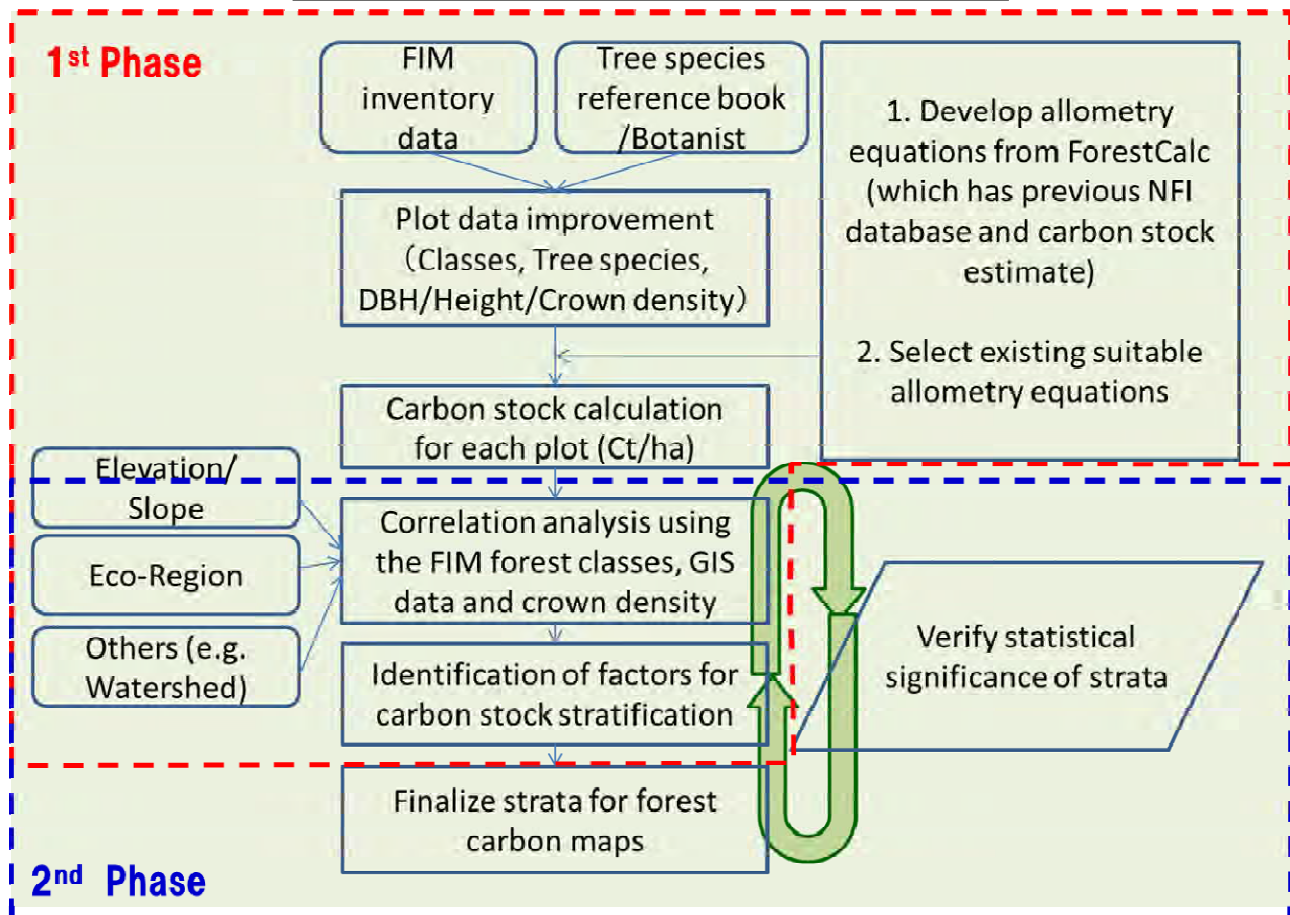 1st Phase
FIM
inventory
data
Tree species
reference book
/Botanist
1. Develop allometry
equations from ForestCalc
(which has previous NFI
database and carbon stock
estimate)
2. Select existing suitable
allometry equations
Plot data improvement
（Classes, Tree species,
DBH/Height/Crown density）
Carbon stock calculation
for each plot (Ct/ha)
Elevation/
Slope
Eco-Region
Others (e.g.
Watershed)
Correlation analysis using
the FIM forest classes, GIS
data and crown density
Identification of factors for
carbon stock stratification
Verify statistical
significance of strata
Finalize strata for forest
carbon maps
2nd Phase